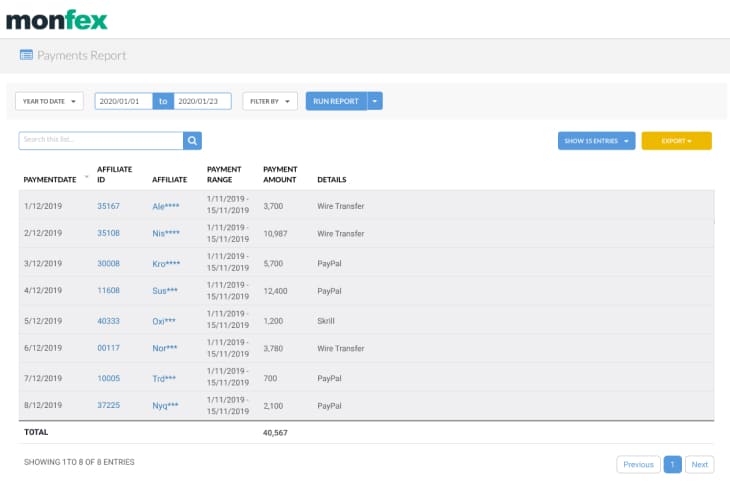 monfex
Payments Report
YEAR TO DATE 2020/01/01 to 2020/01/23 FILTER BY RUN REPORT
Search this list... SHOW 15 ENTRIES EXPORT
PAYMENTDATE AFFILIATE ID AFFILIATE PAYMENT RANGE PAYMENT AMOUNT DETAILS
1/12/2019 35167 Ale**** 1/11/2019 - 15/11/2019 3,700 Wire Transfer
2/12/2019 35108 Nis**** 1/11/2019 - 15/11/2019 10,987 Wire Transfer
3/12/2019 30008 Kro**** 1/11/2019 - 15/11/2019 5,700 PayPal
4/12/2019 11608 Sus*** 1/11/2019 - 15/11/2019 12,400 PayPal
5/12/2019 40333 Oxi*** 1/11/2019 - 15/11/2019 1,200 Skrill
6/12/2019 00117 Nor*** 1/11/2019 - 15/11/2019 3,780 Wire Transfer
7/12/2019 10005 Trd*** 1/11/2019 - 15/11/2019 700 PayPal
8/12/2019 37225 Nyq*** 1/11/2019 - 15/11/2019 2,100 PayPal
TOTAL 40,567
SHOWING 1TO 8 OF 8 ENTRIES Previous 1 Next